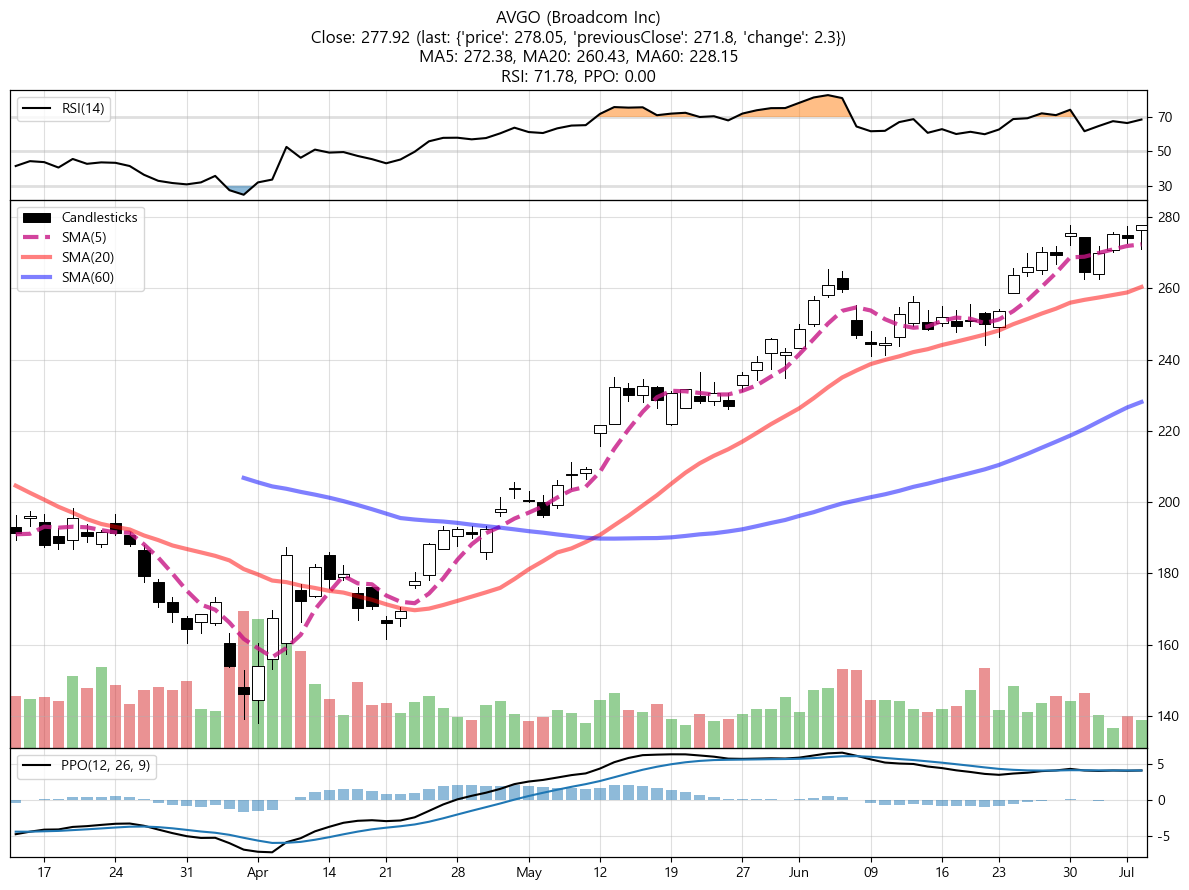 AVGO (Broadcom Inc)
Close: 277.92 (last: {'price': 278.05, 'previousClose': 271.8, 'change': 2.3})
MA5: 272.38, MA20: 260.43, MA60: 228.15
RSI: 71.78, PPO: 0.00
RSI(14)
70
50
30
Candlesticks
SMA(5)
SMA(20)
SMA(60)
280
260
240
220
200
180
160
140
PPO(12, 26, 9)
5
0
-5
17 24 31 Apr 14 21 28 May 12 19 27 Jun 09 16 23 30 Jul